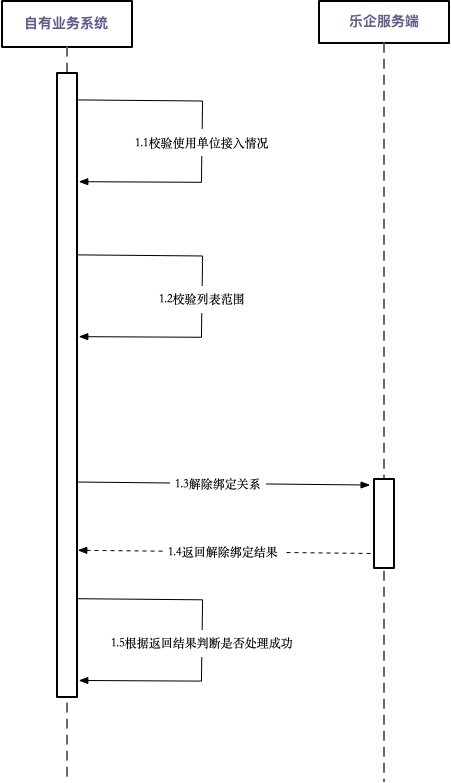 自有业务系统
乐企服务端
1.1校验使用单位接入情况
1.2校验列表范围
1.3解除绑定关系
1.4返回解除绑定结果
1.5根据返回结果判断是否处理成功